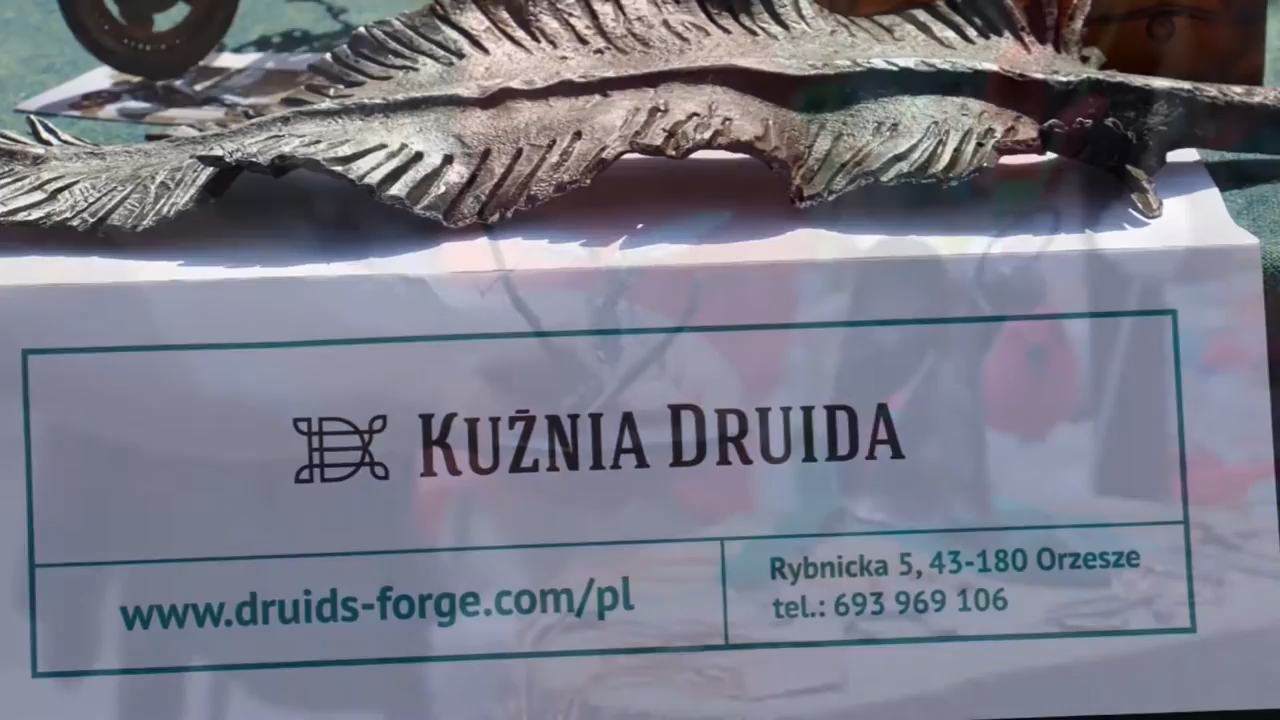 KUŹNIA DRUIDA
www.druids-forge.com/pl
Rybnicka 5, 43-180 Orzesze
tel.: 693 969 106